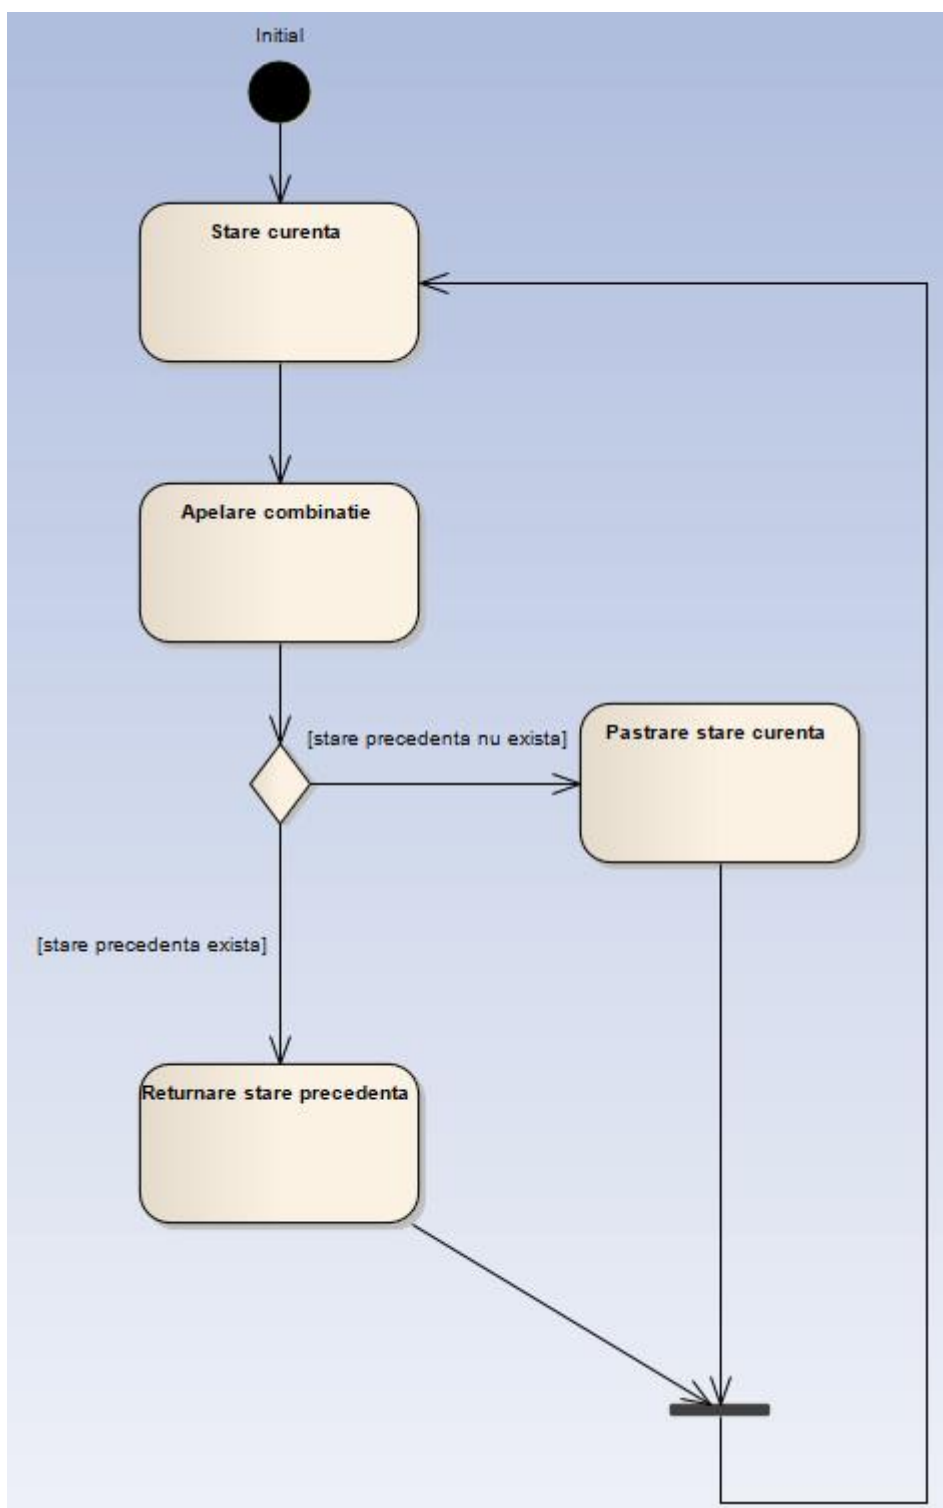 Initial
Stare curenta
Apelare combinatie
[stare precedenta nu exista]
Pastrare stare curenta
[stare precedenta exista]
Returnare stare precedenta